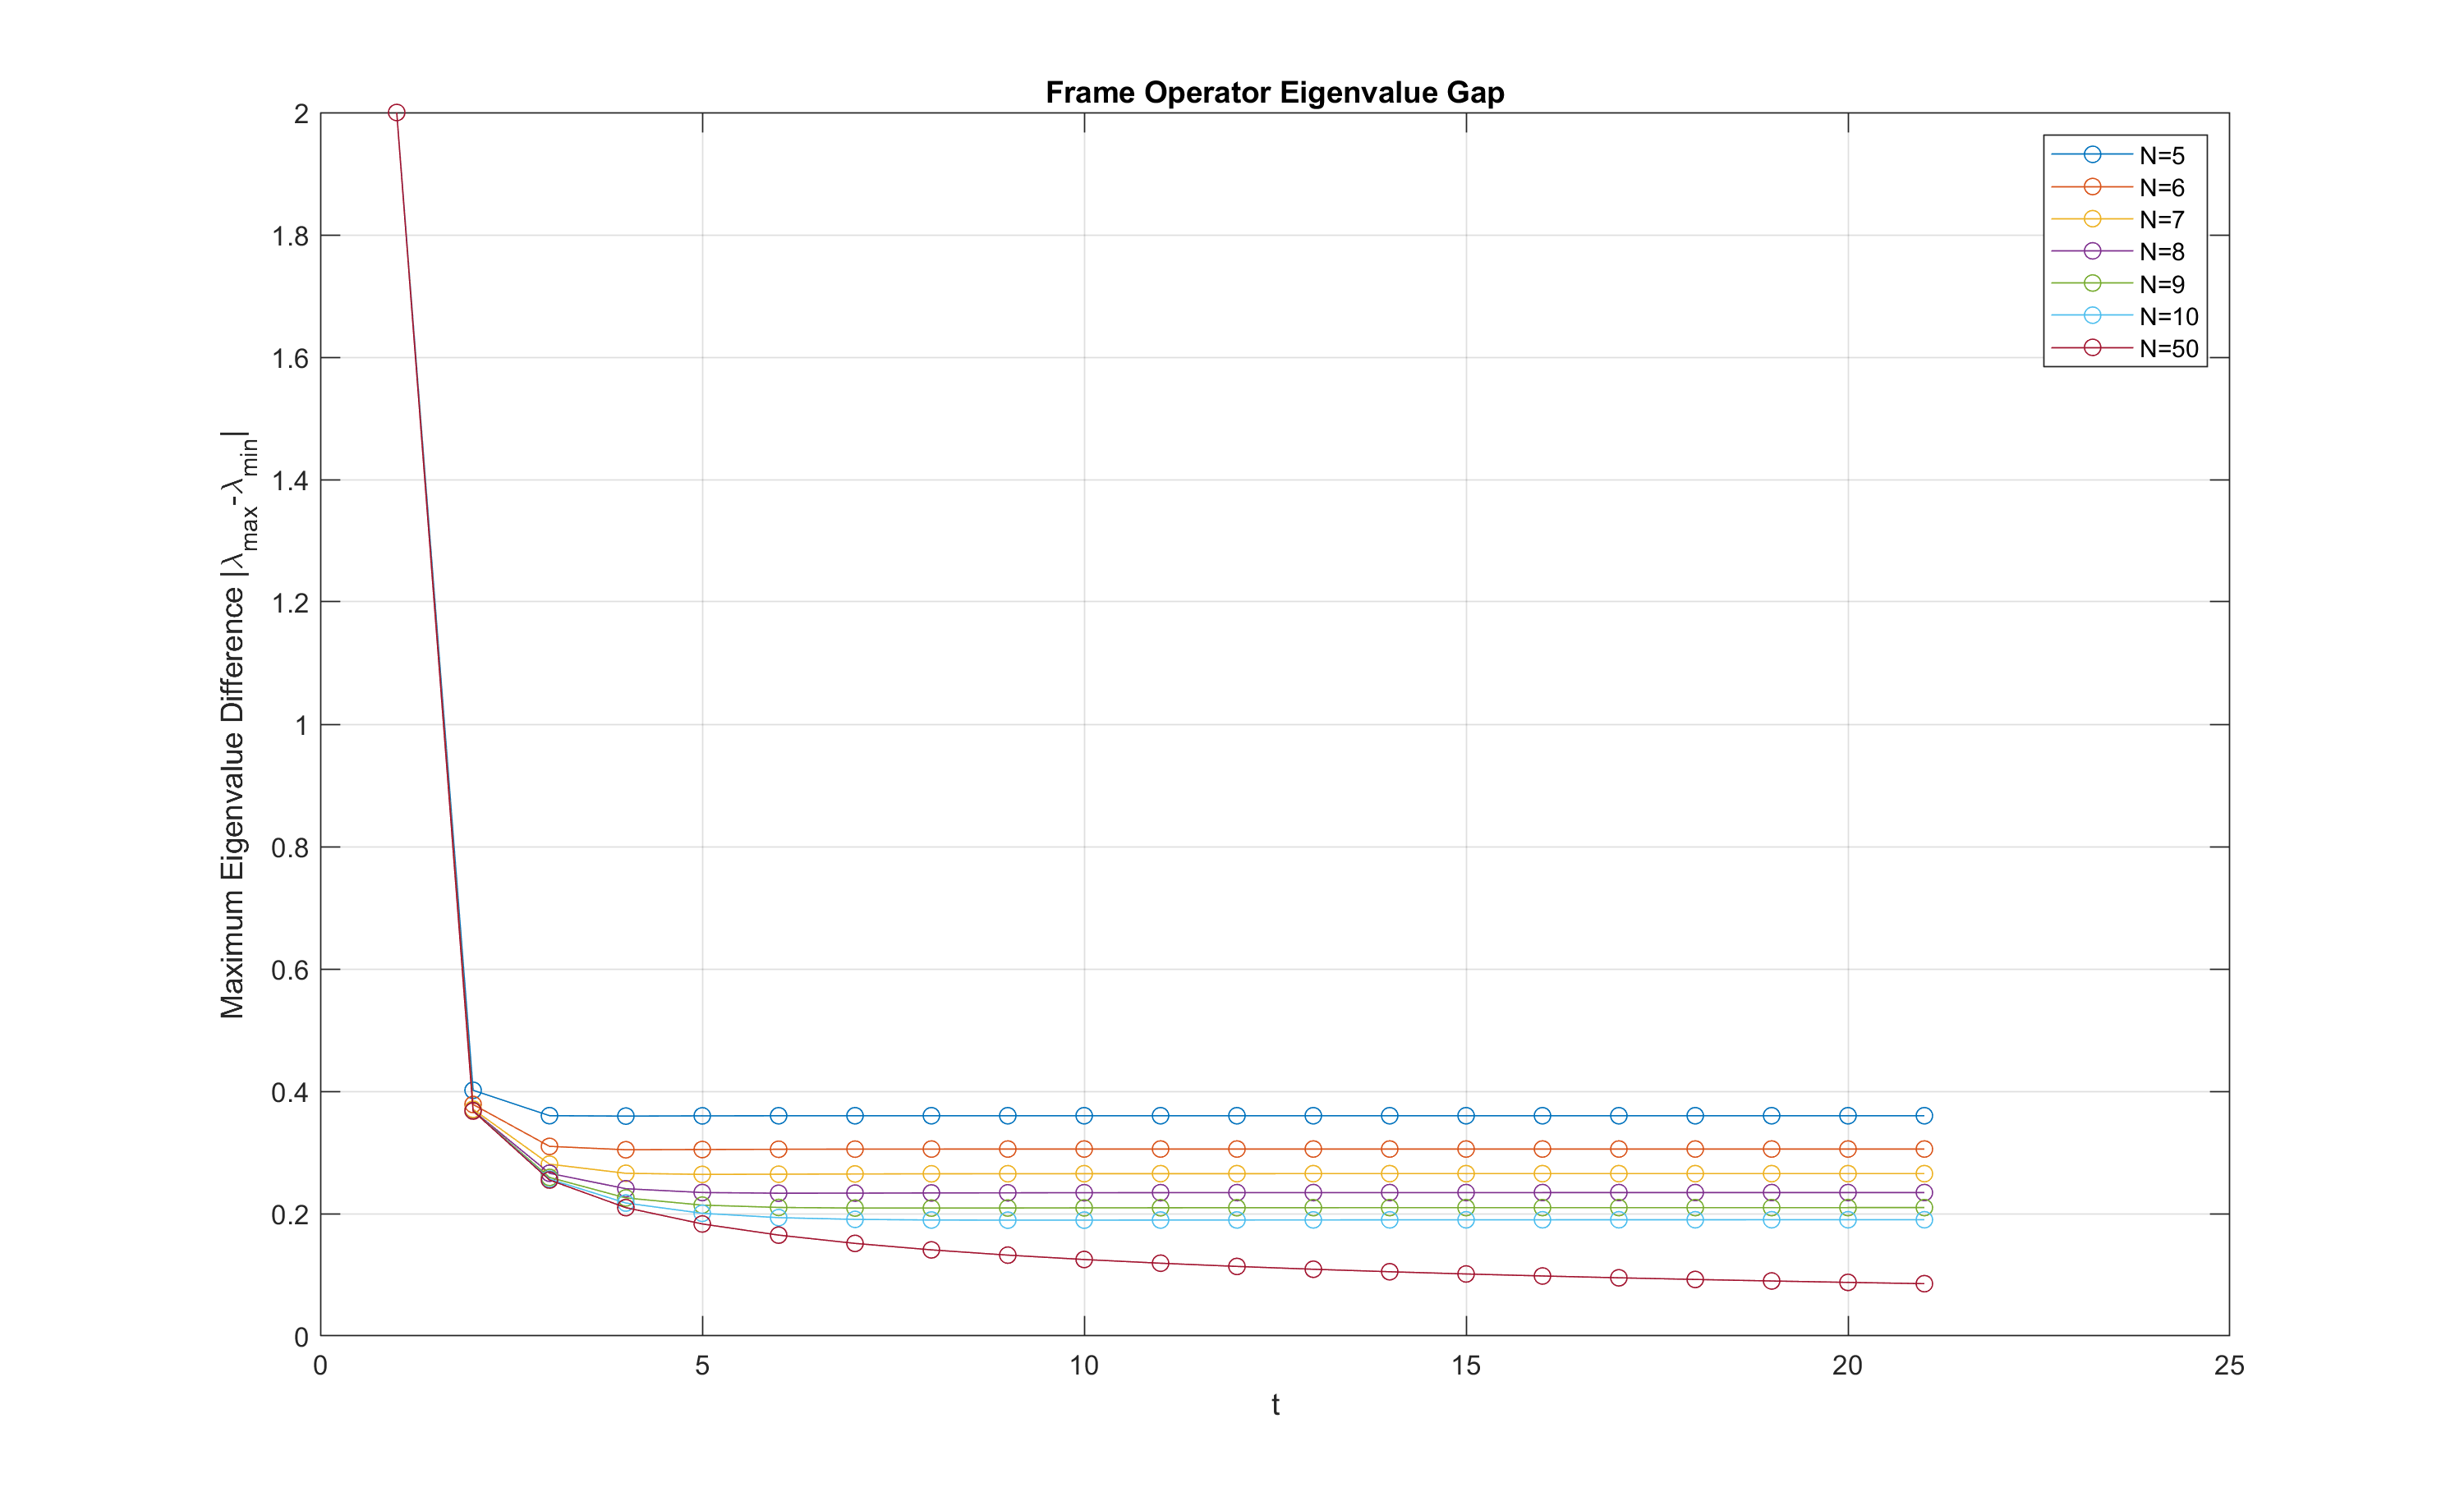 Frame Operator Eigenvalue Gap
2
1.8
1.6
1.4
1.2
1
0.8
0.6
0.4
0.2
0
Maximum Eigenvalue Difference |λmax-λmin|
N=5
N=6
N=7
N=8
N=9
N=10
N=50
0 5 10 15 20 25
t